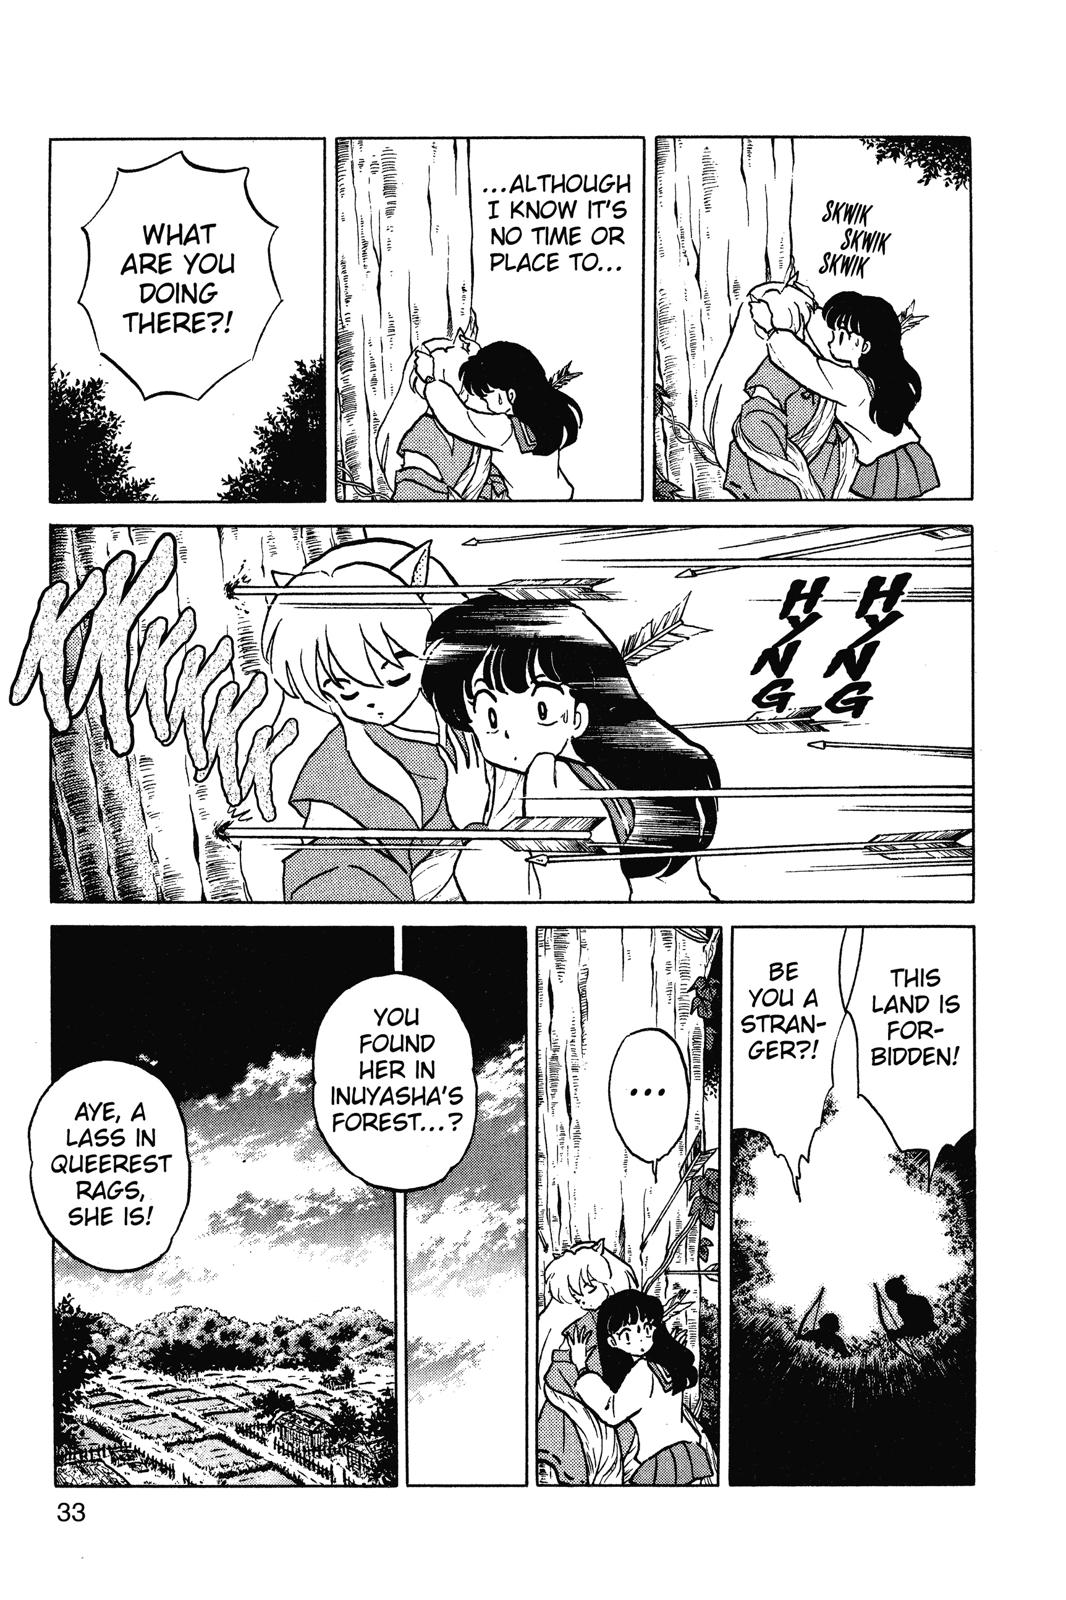 SKWIK
SKWIK
SKWIK
...ALTHOUGH
I KNOW IT'S
NO TIME OR
PLACE TO...
WHAT
ARE YOU
DOING
THERE?!
HYNG
HYNG
KKKKKKK
THIS
LAND IS
FOR-
BIDDEN!
BE
YOU A
STRAN-
GER?!
...
YOU
FOUND
HER IN
INUYASHA'S
FOREST...?
AYE, A
LASS IN
QUEEREST
RAGS,
SHE IS!
33